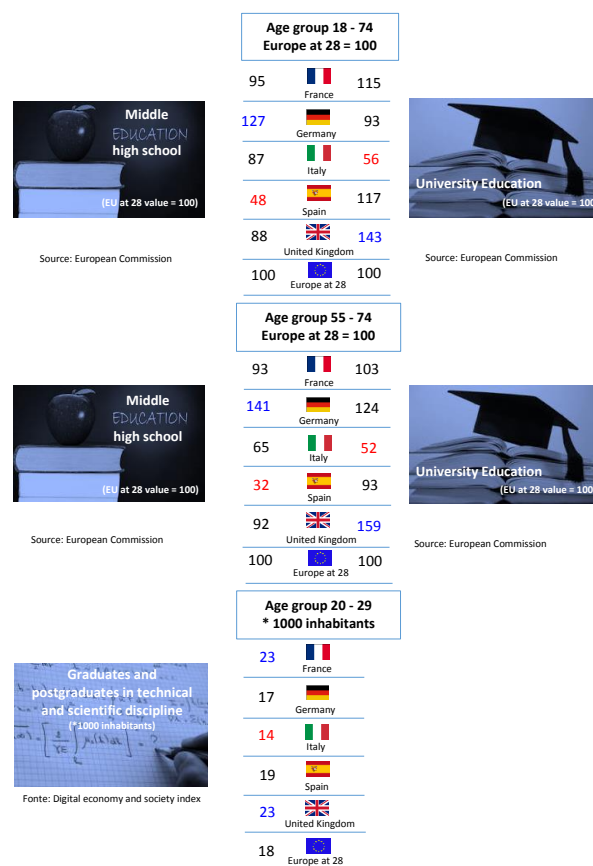 Age group 18 - 74
Europe at 28 = 100
95 115
France
127 93
Germany
87 56
Italy
48 117
Spain
88 143
United Kingdom
100 100
Europe at 28
Middle
EDUCATION
high school
(EU at 28 value = 100)
Source: European Commission
University Education
(EU at 28 value = 100
Source: European Commission
Age group 55 - 74
Europe at 28 = 100
93 103
France
141 124
Germany
65 52
Italy
32 93
Spain
92 159
United Kingdom
100 100
Europe at 28
Middle
EDUCATION
high school
(EU at 28 value = 100)
Source: European Commission
University Education
(EU at 28 value = 100
Source: European Commission
Age group 20 - 29
* 1000 inhabitants
23
France
17
Germany
14
Italy
19
Spain
23
United Kingdom
18
Europe at 28
Graduates and
postgraduates in technical
and scientific discipline
(*1000 inhabitants)
Fonte: Digital economy and society index